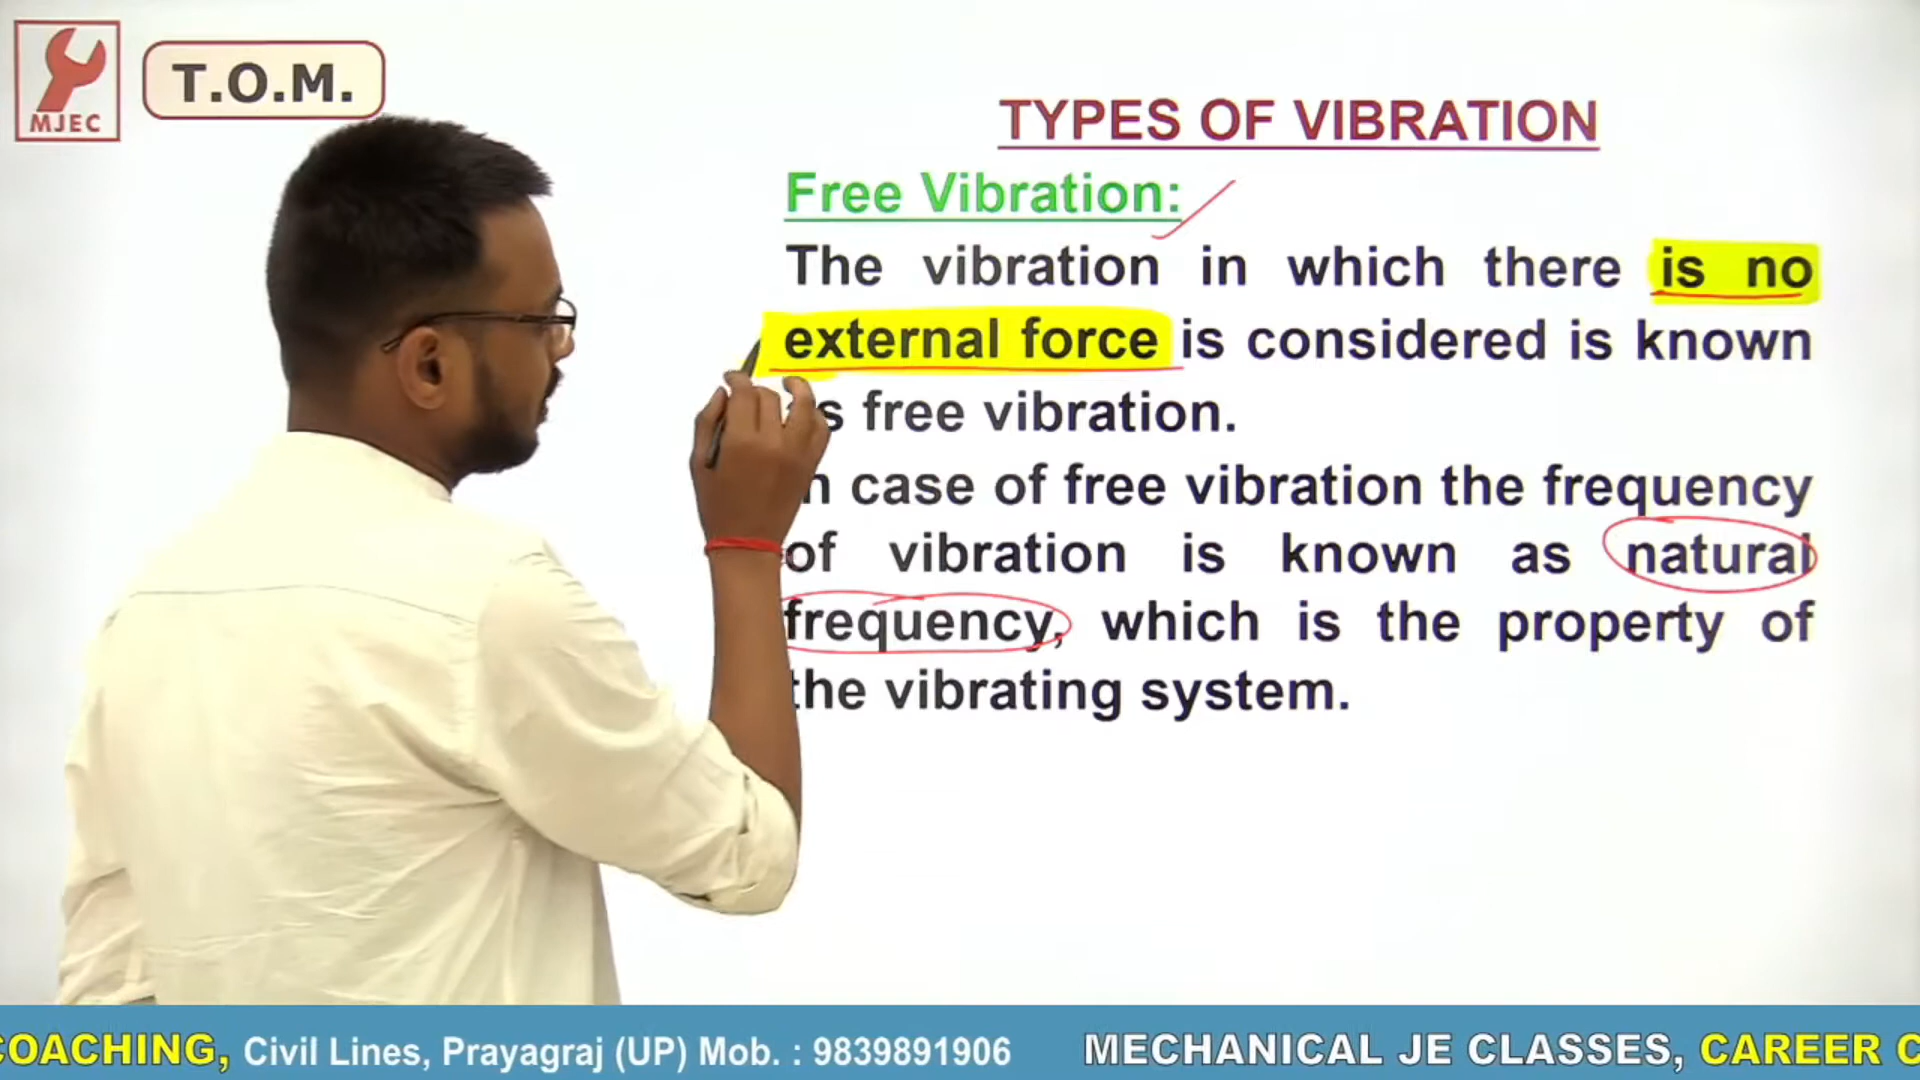 MJEC
T.O.M.
TYPES OF VIBRATION
Free Vibration:
The vibration in which there is no
external force is considered is known
free vibration.
case of free vibration the frequency
of vibration is known as natural
frequency, which is the property of
the vibrating system.
COACHING, Civil Lines, Prayagraj (UP) Mob. : 9839891906 MECHANICAL JE CLASSES, CAREER